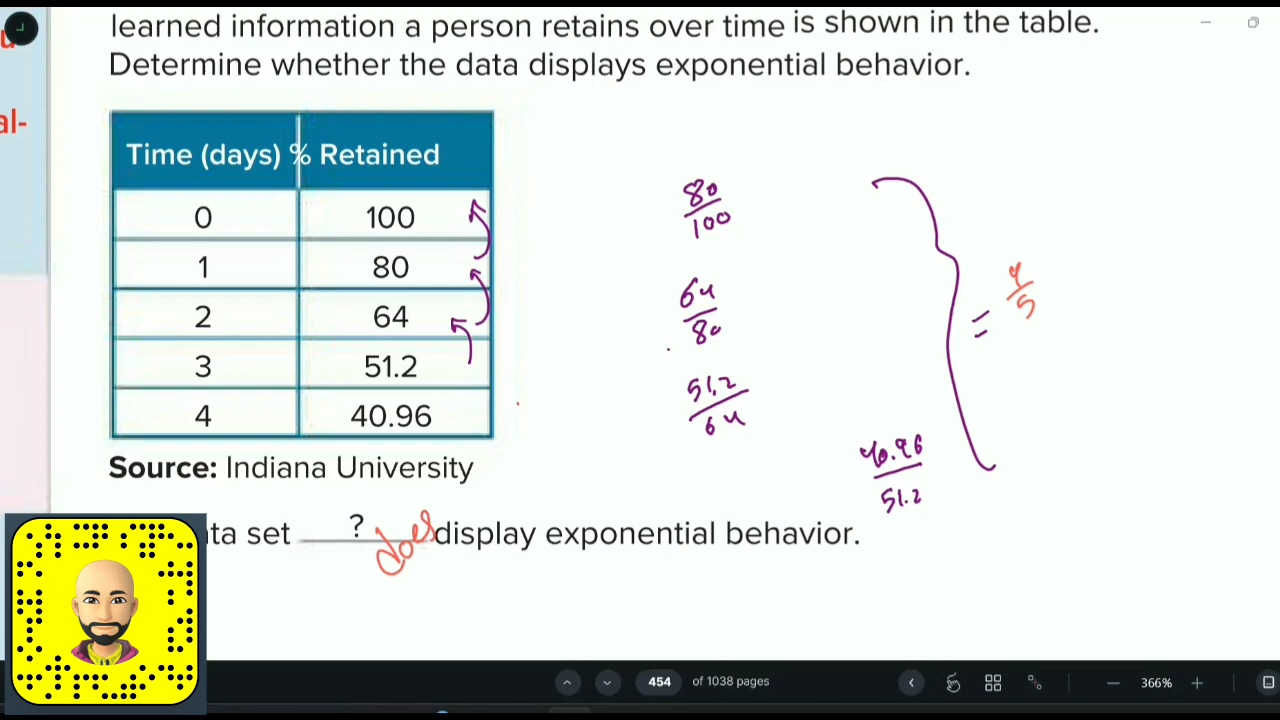 learned information a person retains over time is shown in the table.
Determine whether the data displays exponential behavior.
al-
Time (days) % Retained
0 100
1 80
2 64
3 51.2
4 40.96
80
100
64
80
51.2
64
40.96
51.2
=
4
5
Source: Indiana University
ta set ? does display exponential behavior.
454 of 1038 pages
366%